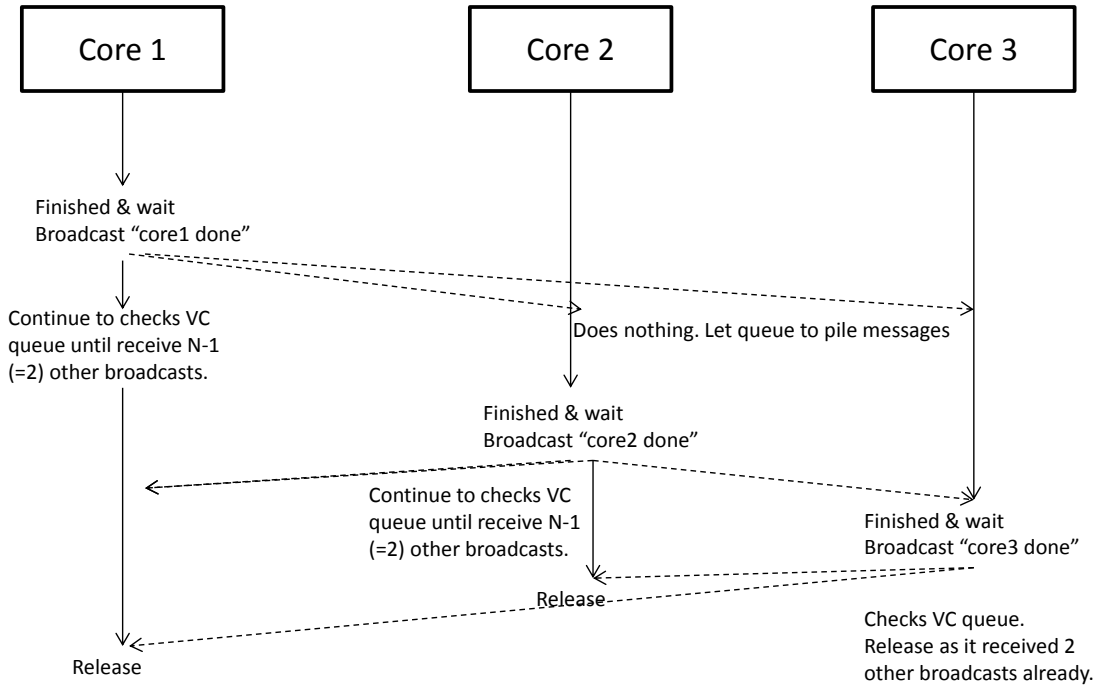 Core 1
Core 2
Core 3
Finished & wait
Broadcast “core1 done”
Continue to checks VC
queue until receive N-1
(=2) other broadcasts.
Does nothing. Let queue to pile messages
Finished & wait
Broadcast “core2 done”
Continue to checks VC
queue until receive N-1
(=2) other broadcasts.
Finished & wait
Broadcast “core3 done”
Release
Checks VC queue.
Release as it received 2
other broadcasts already.
Release